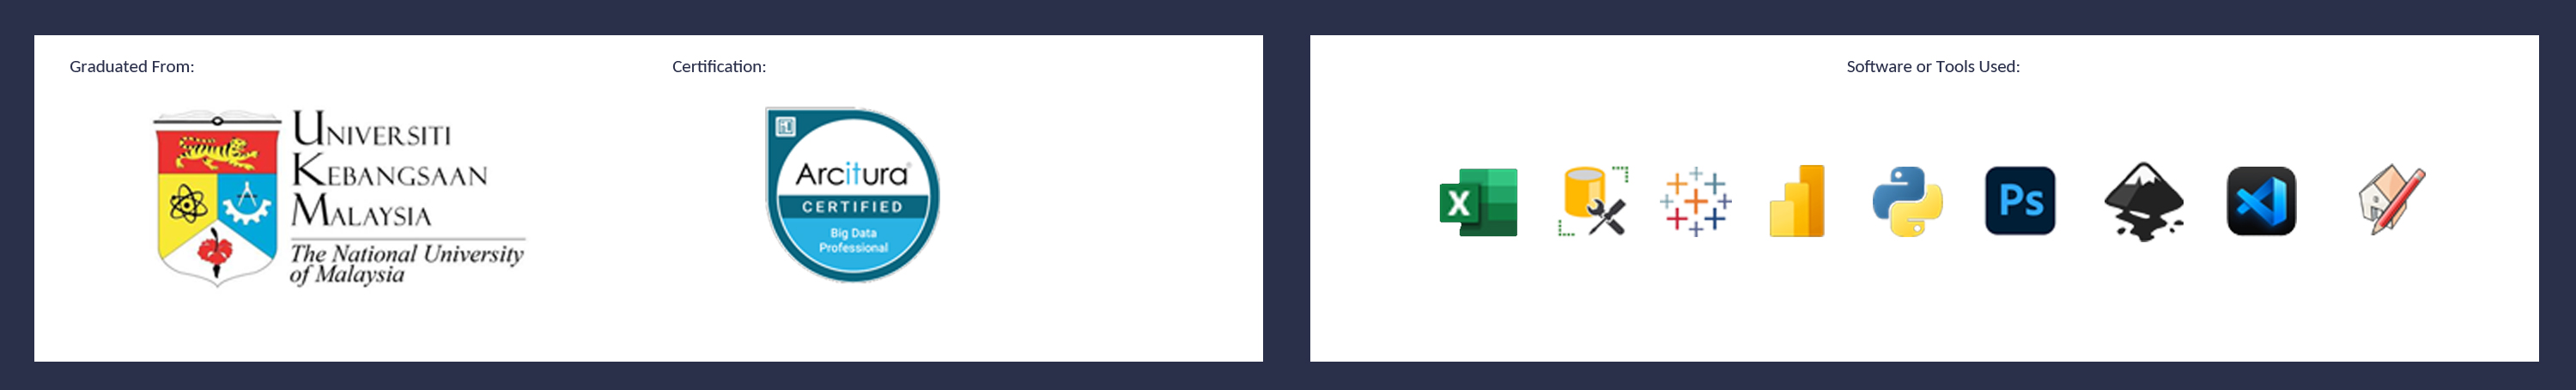 Graduated From:
UNIVERSITI
KEBANGSAAN
MALAYSIA
The National University
of Malaysia
Certification:
Arcitura®
CERTIFIED
Big Data
Professional
Software or Tools Used:
X
Ps